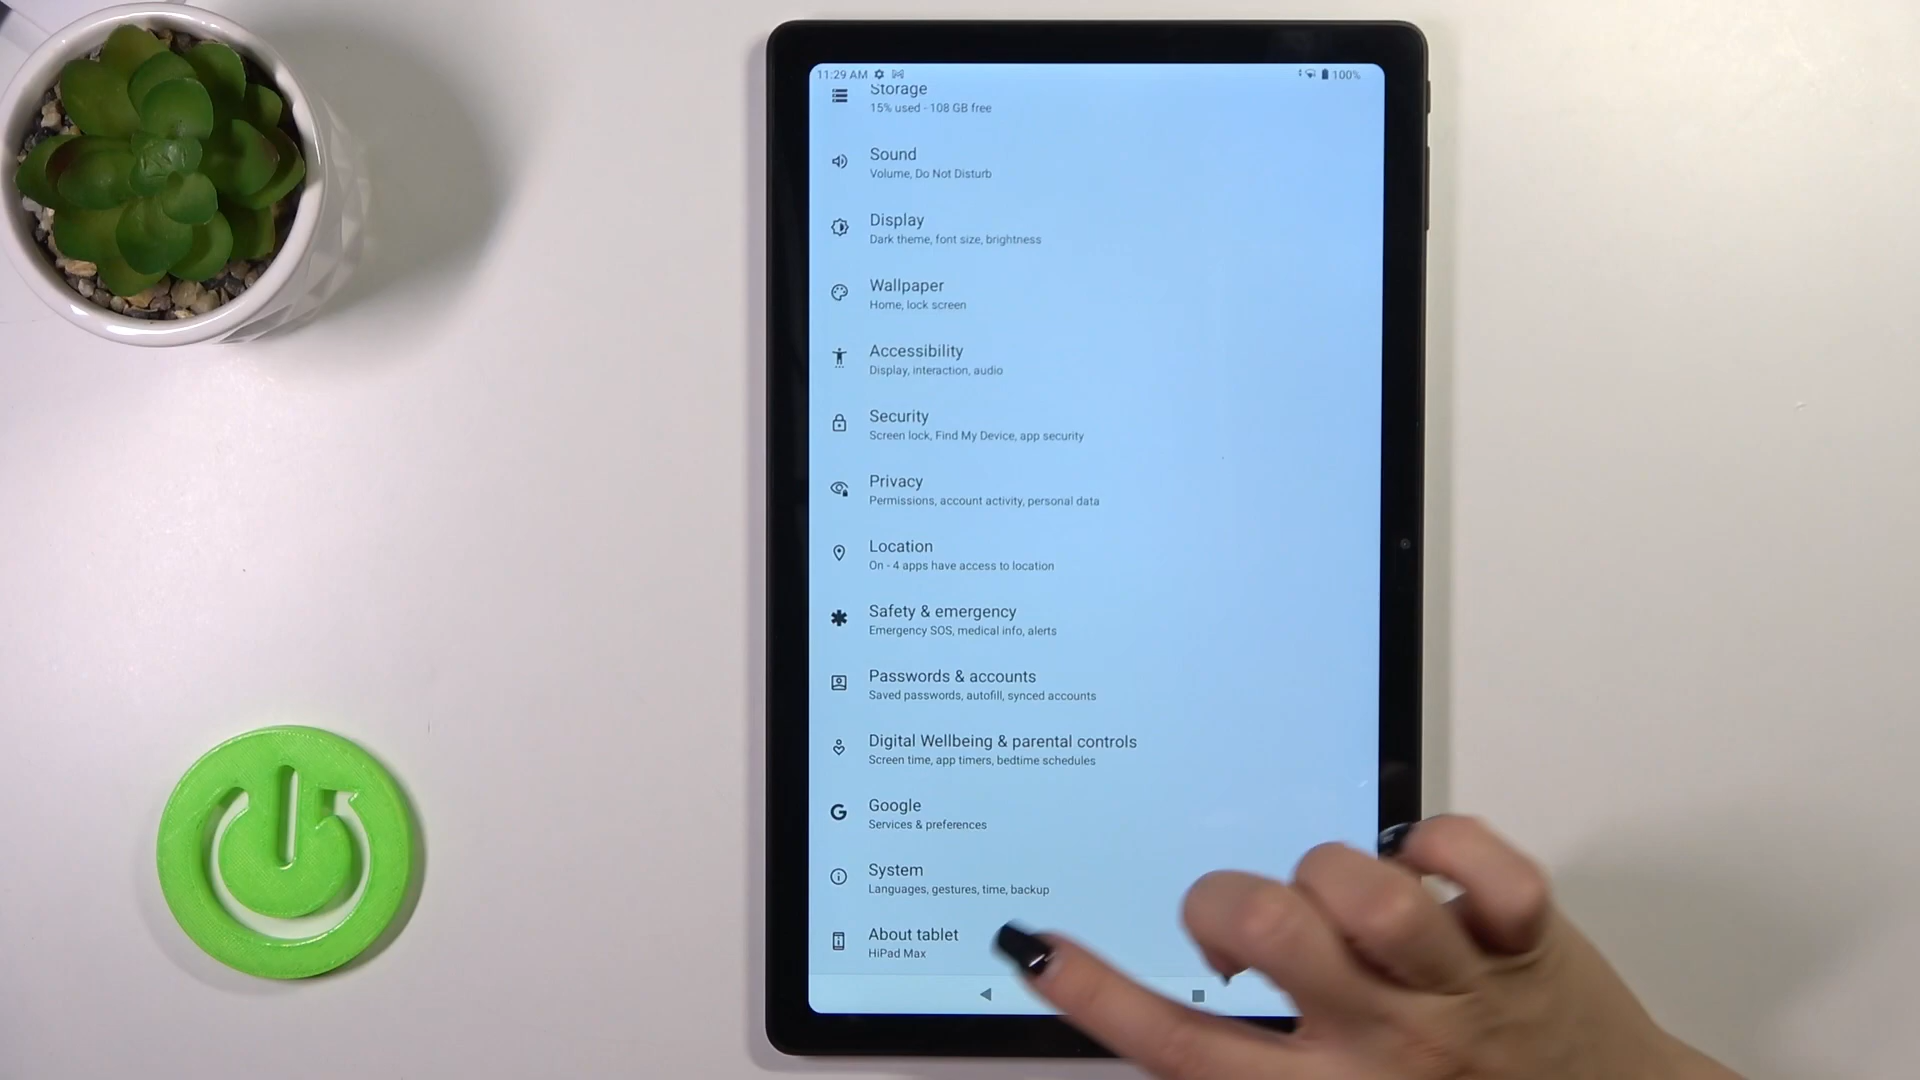 11:29 AM
100%
Storage
15% used - 108 GB free
Sound
Volume, Do Not Disturb
Display
Dark theme, font size, brightness
Wallpaper
Home, lock screen
Accessibility
Display, interaction, audio
Security
Screen lock, Find My Device, app security
Privacy
Permissions, account activity, personal data
Location
On - 4 apps have access to location
Safety & emergency
Emergency SOS, medical info, alerts
Passwords & accounts
Saved passwords, autofill, synced accounts
Digital Wellbeing & parental controls
Screen time, app timers, bedtime schedules
Google
Services & preferences
System
Languages, gestures, time, backup
About tablet
HiPad Max